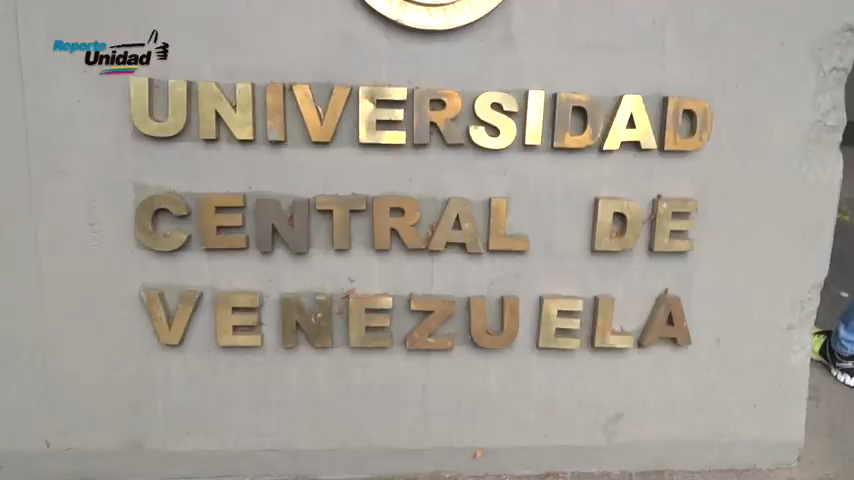 Reporte
Unidad
UNIVERSIDAD
CENTRAL DE
VENEZUELA